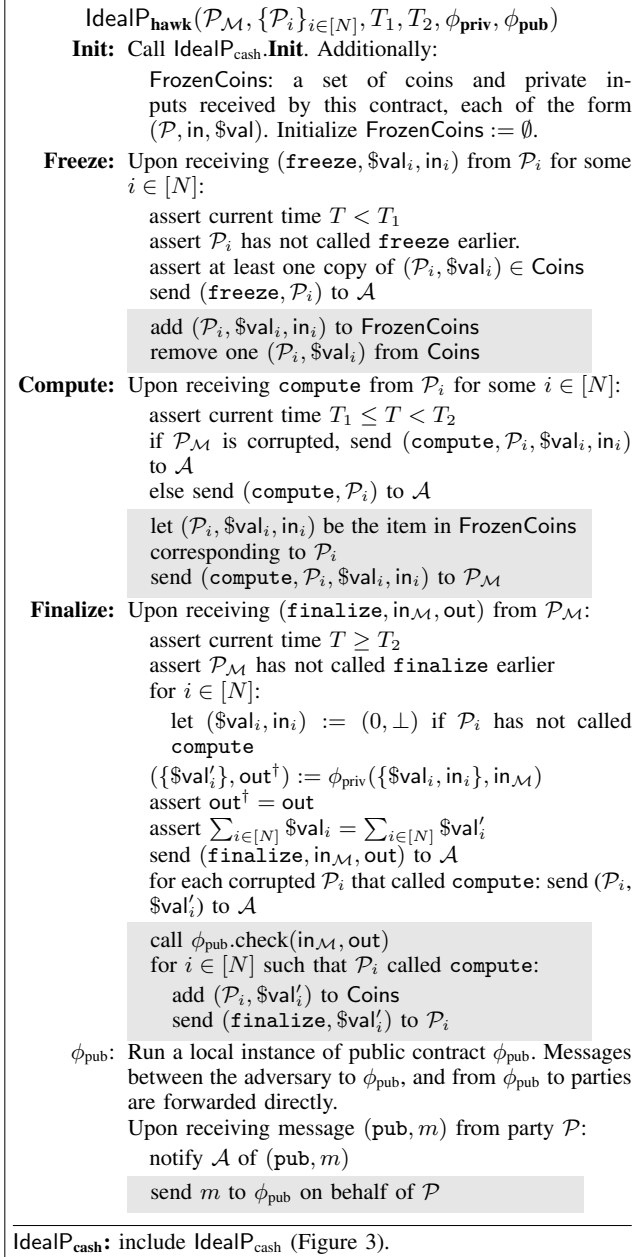 IdealP_hawk(𝒫_ℳ, {𝒫_i}_{i∈[N]}, T_1, T_2, ϕ_priv, ϕ_pub)
Init: Call IdealP_cash.Init. Additionally:
FrozenCoins: a set of coins and private in-
puts received by this contract, each of the form
(𝒫, in, $val). Initialize FrozenCoins := ∅.
Freeze: Upon receiving (freeze, $val_i, in_i) from 𝒫_i for some
i ∈ [N]:
assert current time T < T_1
assert 𝒫_i has not called freeze earlier.
assert at least one copy of (𝒫_i, $val_i) ∈ Coins
send (freeze, 𝒫_i) to 𝒜
add (𝒫_i, $val_i, in_i) to FrozenCoins
remove one (𝒫_i, $val_i) from Coins
Compute: Upon receiving compute from 𝒫_i for some i ∈ [N]:
assert current time T_1 ≤ T < T_2
if 𝒫_ℳ is corrupted, send (compute, 𝒫_i, $val_i, in_i)
to 𝒜
else send (compute, 𝒫_i) to 𝒜
let (𝒫_i, $val_i, in_i) be the item in FrozenCoins
corresponding to 𝒫_i
send (compute, 𝒫_i, $val_i, in_i) to 𝒫_ℳ
Finalize: Upon receiving (finalize, in_ℳ, out) from 𝒫_ℳ:
assert current time T ≥ T_2
assert 𝒫_ℳ has not called finalize earlier
for i ∈ [N]:
let ($val_i, in_i) := (0, ⊥) if 𝒫_i has not called
compute
({$val′_i}, out†) := ϕ_priv({$val_i, in_i}, in_ℳ)
assert out† = out
assert ∑_{i∈[N]} $val_i = ∑_{i∈[N]} $val′_i
send (finalize, in_ℳ, out) to 𝒜
for each corrupted 𝒫_i that called compute: send (𝒫_i,
$val′_i) to 𝒜
call ϕ_pub.check(in_ℳ, out)
for i ∈ [N] such that 𝒫_i called compute:
add (𝒫_i, $val′_i) to Coins
send (finalize, $val′_i) to 𝒫_i
ϕ_pub: Run a local instance of public contract ϕ_pub. Messages
between the adversary to ϕ_pub, and from ϕ_pub to parties
are forwarded directly.
Upon receiving message (pub, m) from party 𝒫:
notify 𝒜 of (pub, m)
send m to ϕ_pub on behalf of 𝒫
IdealP_cash: include IdealP_cash (Figure 3).